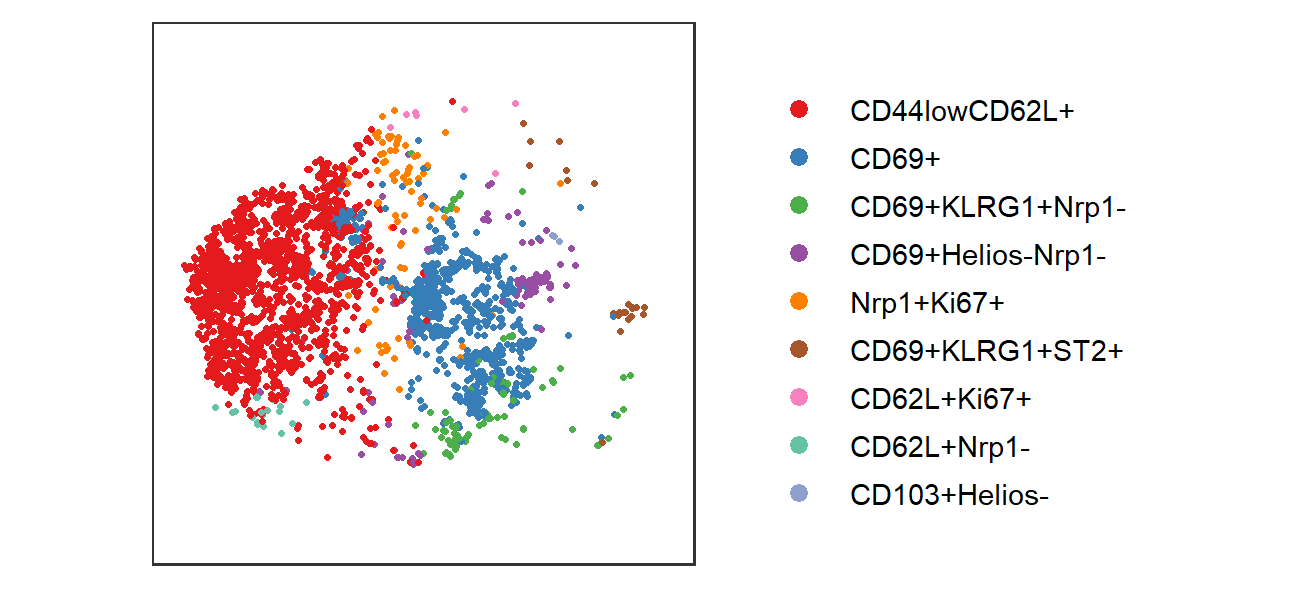 CD44lowCD62L+
CD69+
CD69+KLRG1+Nrp1-
CD69+Helios-Nrp1-
Nrp1+Ki67+
CD69+KLRG1+ST2+
CD62L+Ki67+
CD62L+Nrp1-
CD103+Helios-